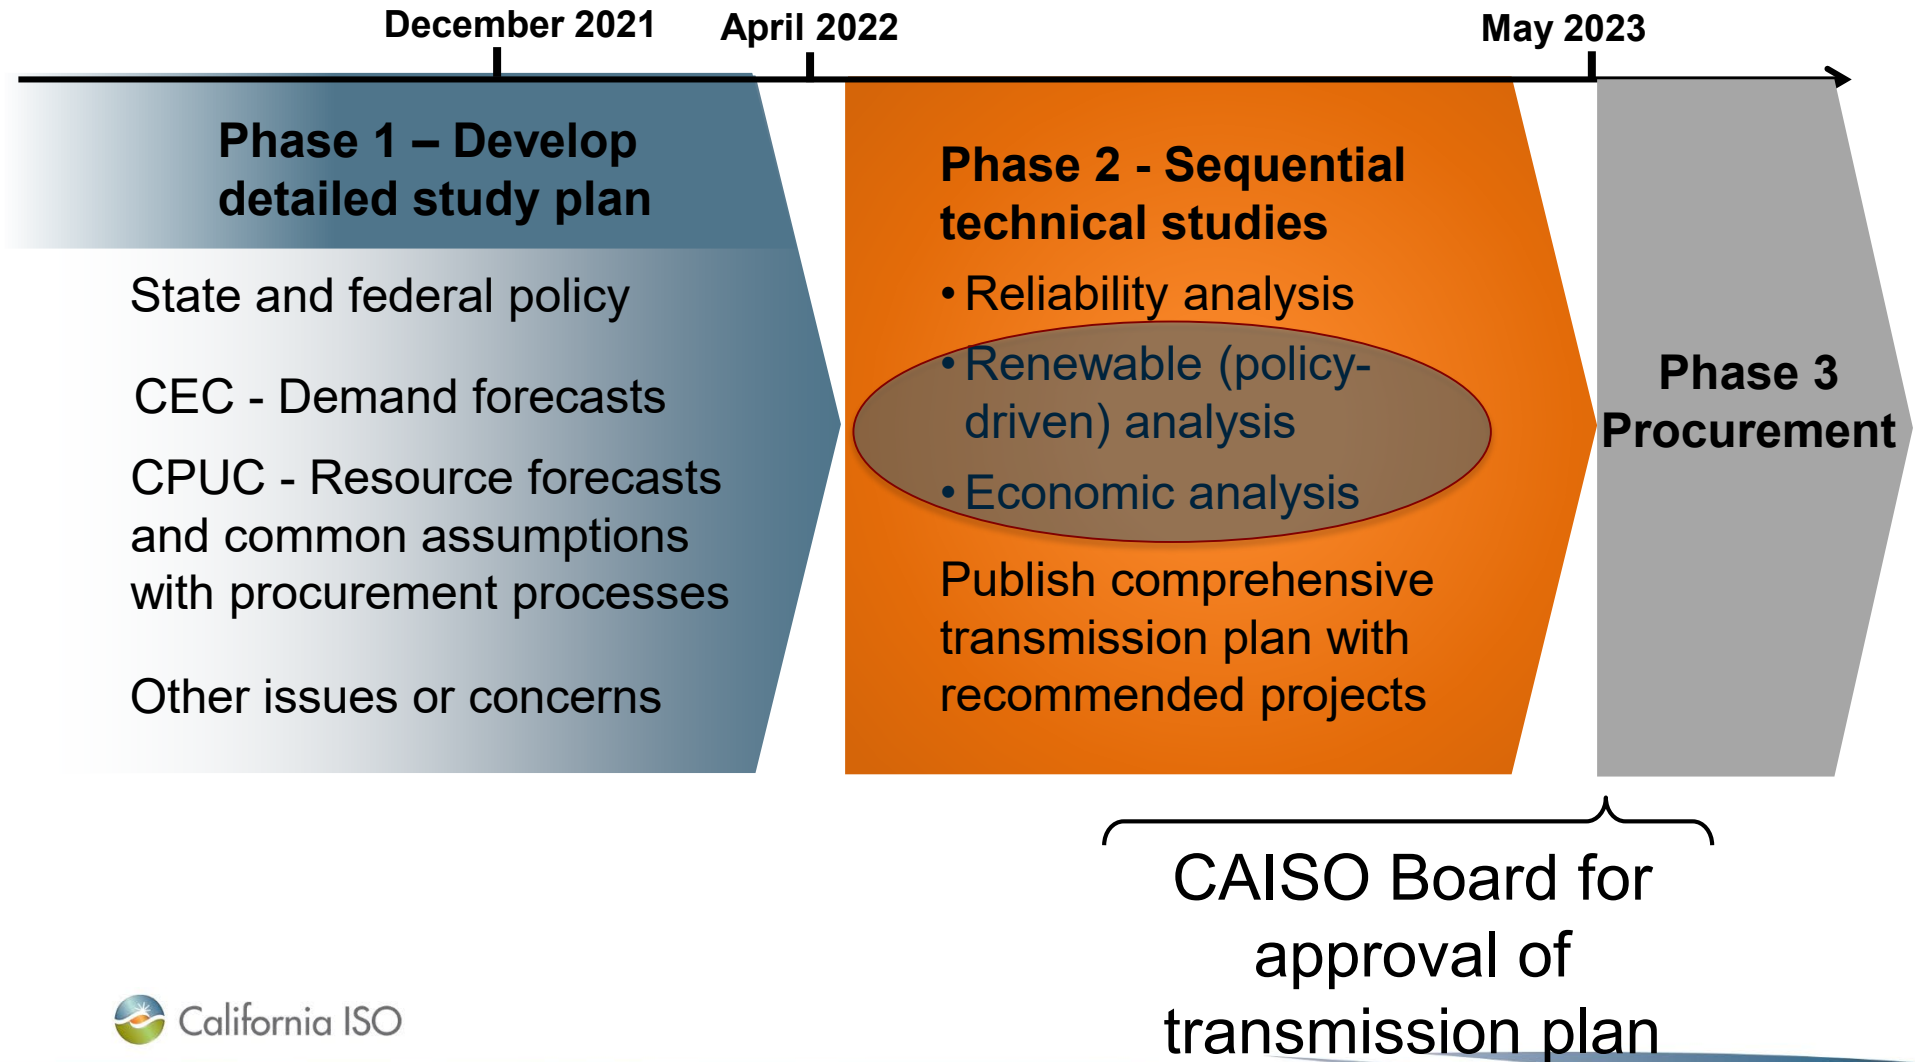 December 2021
April 2022
May 2023
Phase 1 – Develop
detailed study plan
State and federal policy
CEC - Demand forecasts
CPUC - Resource forecasts
and common assumptions
with procurement processes
Other issues or concerns
Phase 2 - Sequential
technical studies
• Reliability analysis
• Renewable (policy-
driven) analysis
• Economic analysis
Publish comprehensive
transmission plan with
recommended projects
Phase 3
Procurement
CAISO Board for
approval of
transmission plan
California ISO